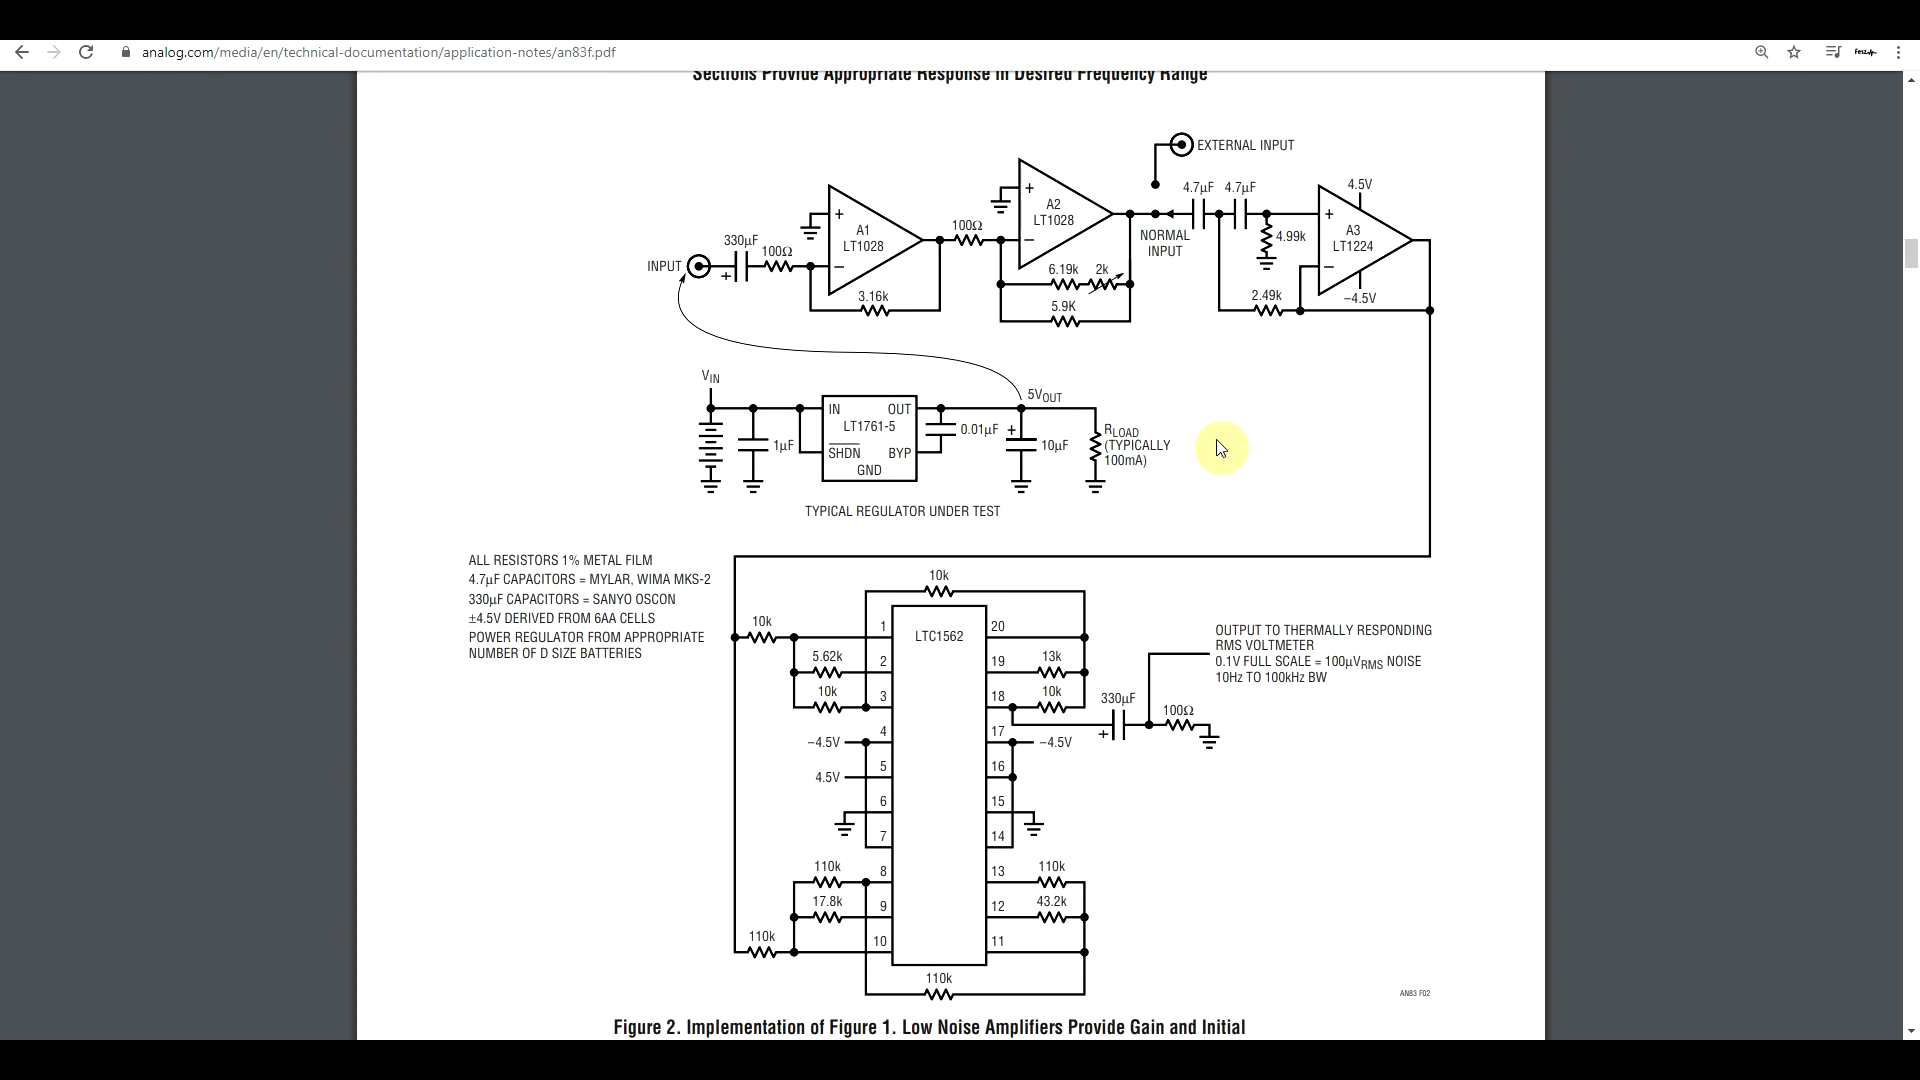 analog.com/media/en/technical-documentation/application-notes/an83f.pdf
Fesz
Sections Provide Appropriate Response in Desired Frequency Range
EXTERNAL INPUT
4.7µF 4.7µF 4.5V
+ A2 LT1028 −
+ A1 LT1028 −
+ A3 LT1224 −
330µF 100Ω 100Ω
INPUT +
NORMAL
INPUT
4.99k
6.19k 2k
3.16k 5.9K 2.49k −4.5V
VIN 5VOUT
IN OUT
LT1761-5
SHDN BYP
GND
1µF 0.01µF + 10µF
RLOAD
(TYPICALLY
100mA)
TYPICAL REGULATOR UNDER TEST
ALL RESISTORS 1% METAL FILM
4.7µF CAPACITORS = MYLAR, WIMA MKS-2
330µF CAPACITORS = SANYO OSCON
±4.5V DERIVED FROM 6AA CELLS
POWER REGULATOR FROM APPROPRIATE
NUMBER OF D SIZE BATTERIES
10k
10k 1 LTC1562 20
5.62k 2 19 13k
10k 3 18 10k
−4.5V 4 17 −4.5V
4.5V 5 16
6 15
7 14
110k 8 13 110k
17.8k 9 12 43.2k
110k 10 11
110k
330µF
+
100Ω
OUTPUT TO THERMALLY RESPONDING
RMS VOLTMETER
0.1V FULL SCALE = 100µVRMS NOISE
10Hz TO 100kHz BW
AN83 F02
Figure 2. Implementation of Figure 1. Low Noise Amplifiers Provide Gain and Initial